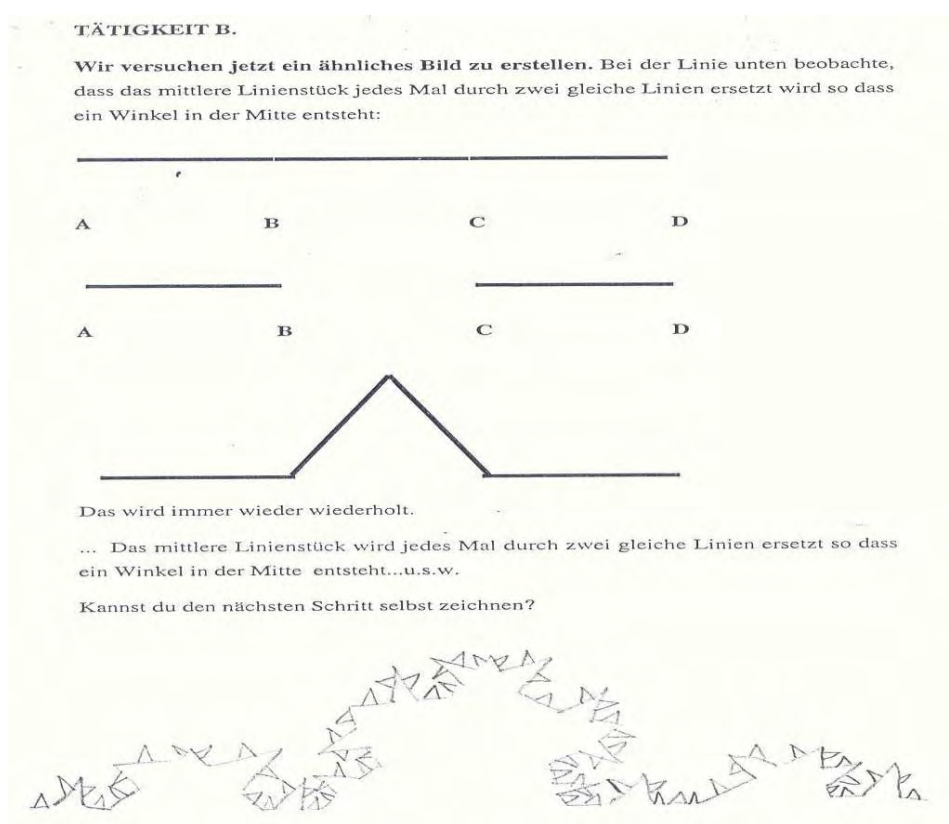 TÄTIGKEIT B.
Wir versuchen jetzt ein ähnliches Bild zu erstellen. Bei der Linie unten beobachte,
dass das mittlere Linienstück jedes Mal durch zwei gleiche Linien ersetzt wird so dass
ein Winkel in der Mitte entsteht:
A B C D
A B C D
Das wird immer wieder wiederholt.
... Das mittlere Linienstück wird jedes Mal durch zwei gleiche Linien ersetzt so dass
ein Winkel in der Mitte entsteht...u.s.w.
Kannst du den nächsten Schritt selbst zeichnen?